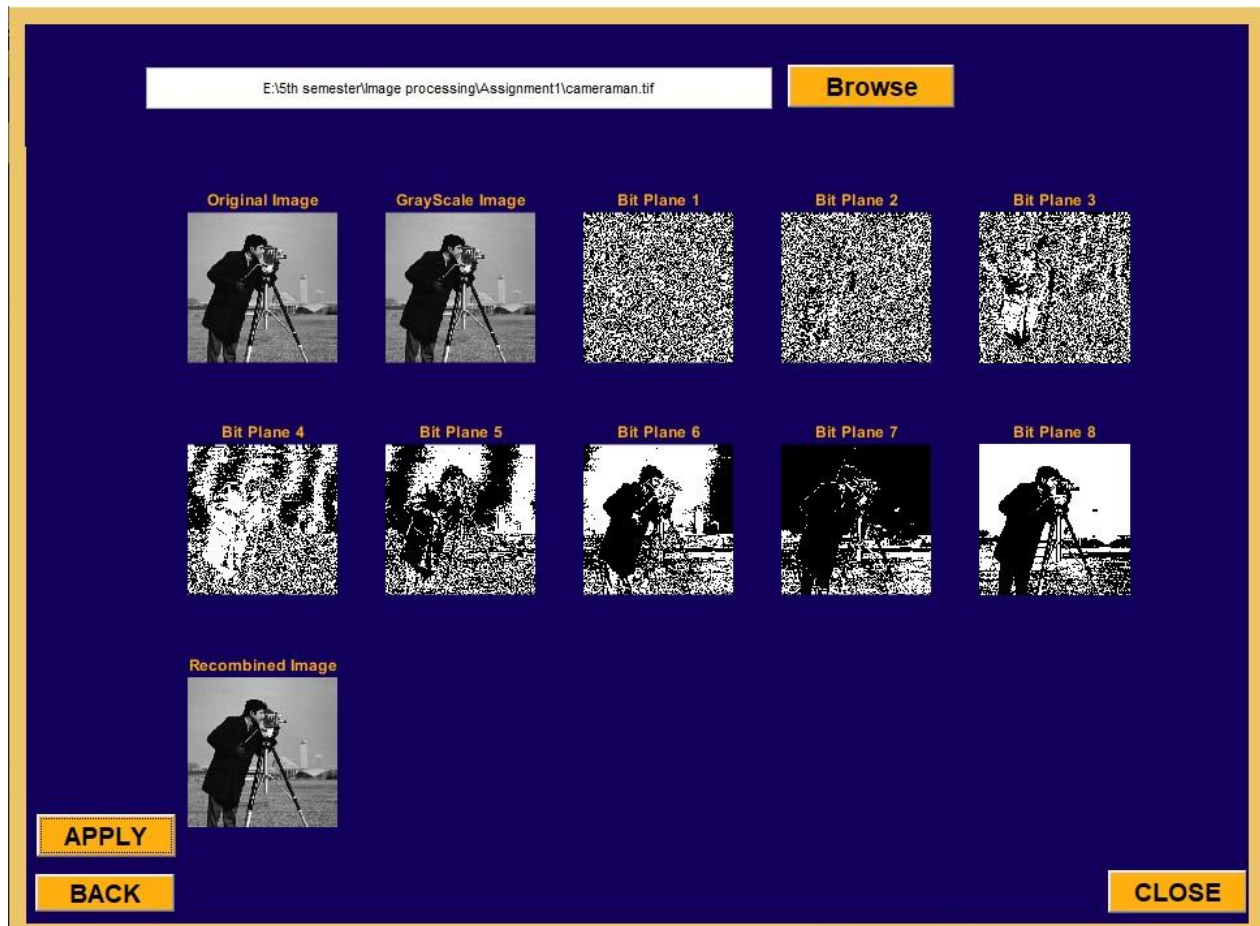 E:\5th semester\Image processing\Assignment1\cameraman.tif
Browse
Original Image
GrayScale Image
Bit Plane 1
Bit Plane 2
Bit Plane 3
Bit Plane 4
Bit Plane 5
Bit Plane 6
Bit Plane 7
Bit Plane 8
Recombined Image
APPLY
BACK
CLOSE